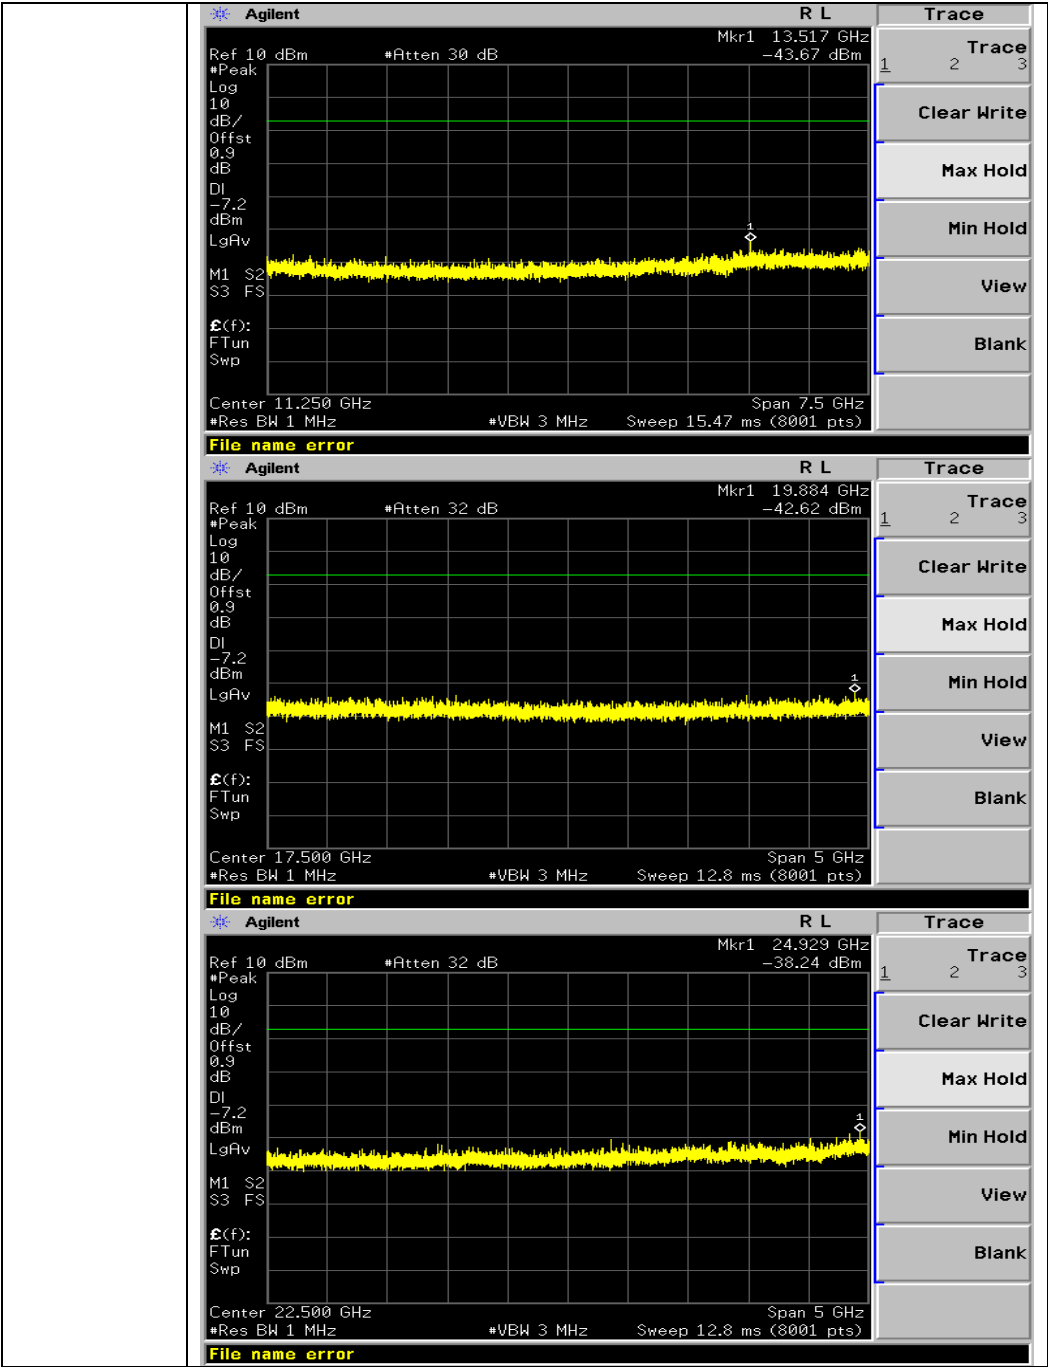 Agilent R L Trace
Mkr1 13.517 GHz
Ref 10 dBm #Atten 30 dB -43.67 dBm
Trace
1 2 3
#Peak
Log
10
dB/
Offst
0.9
dB
DI
-7.2
dBm
LgAv
M1 S2
S3 FS
£(f):
FTun
Swp
1
Center 11.250 GHz Span 7.5 GHz
#Res BW 1 MHz #VBW 3 MHz Sweep 15.47 ms (8001 pts)
Clear Write
Max Hold
Min Hold
View
Blank
File name error
Agilent R L Trace
Mkr1 19.884 GHz
Ref 10 dBm #Atten 32 dB -42.62 dBm
Trace
1 2 3
#Peak
Log
10
dB/
Offst
0.9
dB
DI
-7.2
dBm
LgAv
M1 S2
S3 FS
£(f):
FTun
Swp
1
Center 17.500 GHz Span 5 GHz
#Res BW 1 MHz #VBW 3 MHz Sweep 12.8 ms (8001 pts)
Clear Write
Max Hold
Min Hold
View
Blank
File name error
Agilent R L Trace
Mkr1 24.929 GHz
Ref 10 dBm #Atten 32 dB -38.24 dBm
Trace
1 2 3
#Peak
Log
10
dB/
Offst
0.9
dB
DI
-7.2
dBm
LgAv
M1 S2
S3 FS
£(f):
FTun
Swp
1
Center 22.500 GHz Span 5 GHz
#Res BW 1 MHz #VBW 3 MHz Sweep 12.8 ms (8001 pts)
Clear Write
Max Hold
Min Hold
View
Blank
File name error